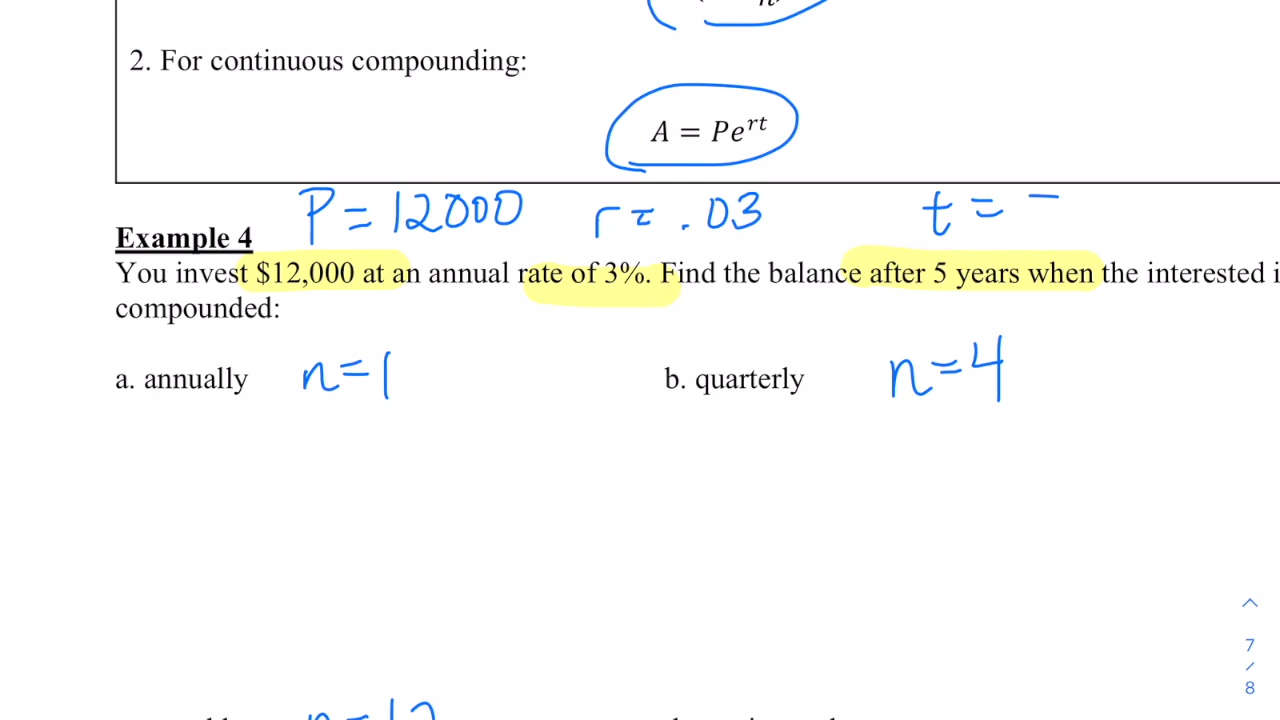 2. For continuous compounding:
A = Pe^{rt}
P = 12000   r = .03   t =
Example 4
You invest $12,000 at an annual rate of 3%. Find the balance after 5 years when the interested i
compounded:
a. annually   n=1   b. quarterly   n=4
7
/
8
n=12